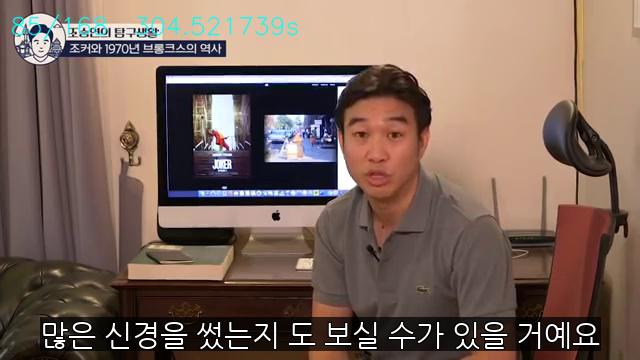 85/168  304.521739s
조승연의 탐구생활
조커와 1970년 브롱크스의 역사
JOKER
많은 신경을 썼는지 도 보실 수가 있을 거예요